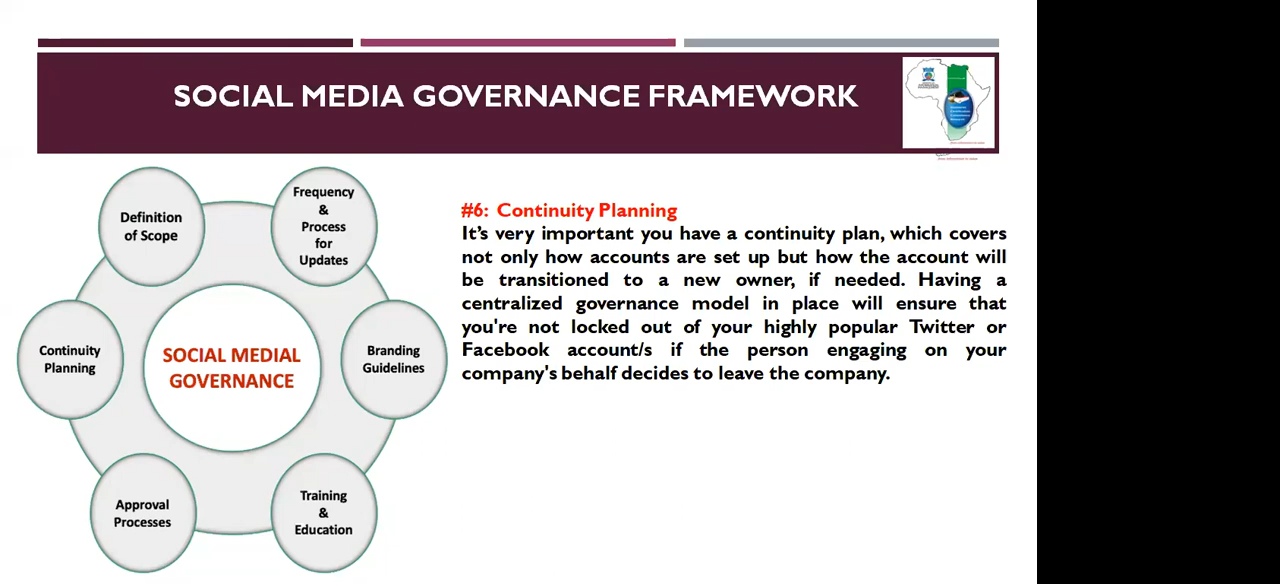 SOCIAL MEDIA GOVERNANCE FRAMEWORK
Definition
of Scope
Frequency
&
Process
for
Updates
Continuity
Planning
SOCIAL MEDIAL
GOVERNANCE
Branding
Guidelines
Approval
Processes
Training
&
Education
#6: Continuity Planning
It’s very important you have a continuity plan, which covers
not only how accounts are set up but how the account will
be transitioned to a new owner, if needed. Having a
centralized governance model in place will ensure that
you're not locked out of your highly popular Twitter or
Facebook account/s if the person engaging on your
company's behalf decides to leave the company.